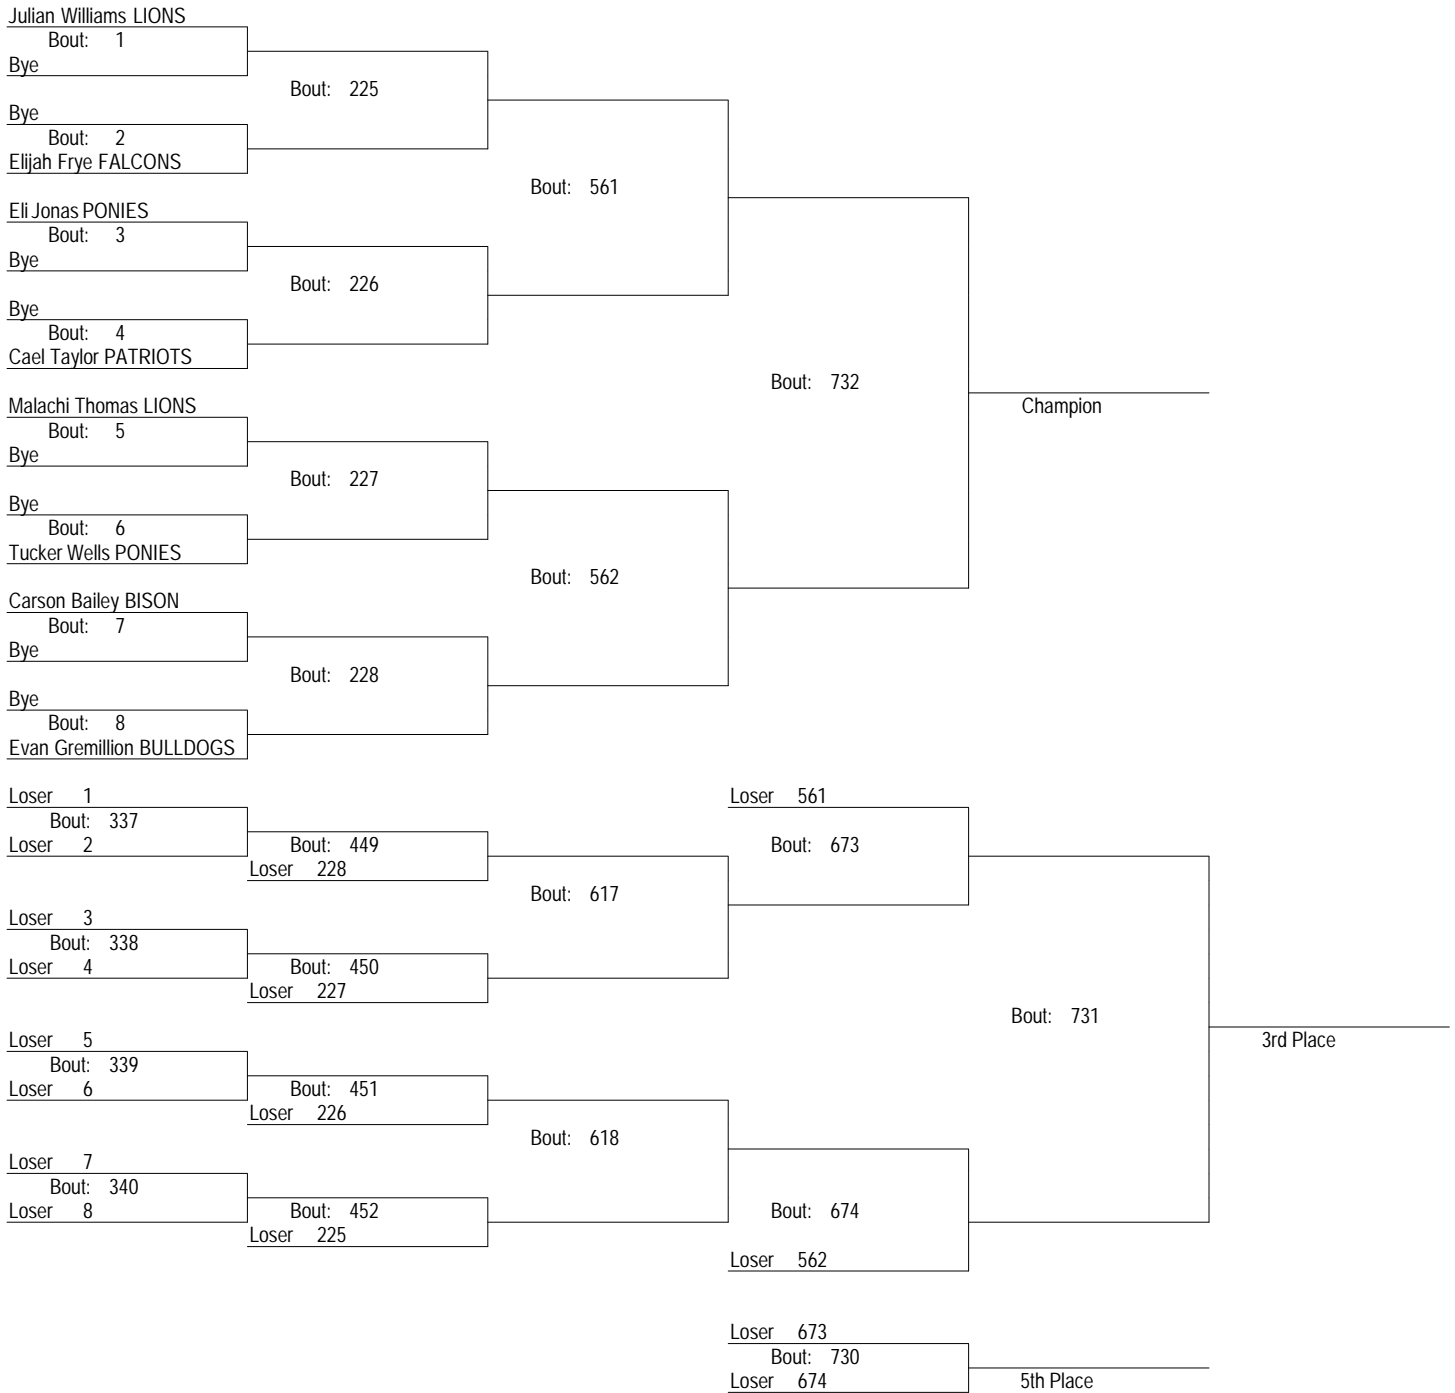 Julian Williams LIONS
Bout: 1
Bye
Bout: 225
Bye
Bout: 2
Elijah Frye FALCONS
Bout: 561
Eli Jonas PONIES
Bout: 3
Bye
Bout: 226
Bye
Bout: 4
Cael Taylor PATRIOTS
Bout: 732
Champion
Malachi Thomas LIONS
Bout: 5
Bye
Bout: 227
Bye
Bout: 6
Tucker Wells PONIES
Bout: 562
Carson Bailey BISON
Bout: 7
Bye
Bout: 228
Bye
Bout: 8
Evan Gremillion BULLDOGS
Loser 1
Bout: 337
Loser 2
Bout: 449
Loser 228
Bout: 617
Loser 561
Bout: 673
Loser 3
Bout: 338
Loser 4
Bout: 450
Loser 227
Bout: 731
3rd Place
Loser 5
Bout: 339
Loser 6
Bout: 451
Loser 226
Bout: 618
Loser 7
Bout: 340
Loser 8
Bout: 452
Loser 225
Bout: 674
Loser 562
Loser 673
Bout: 730
Loser 674
5th Place